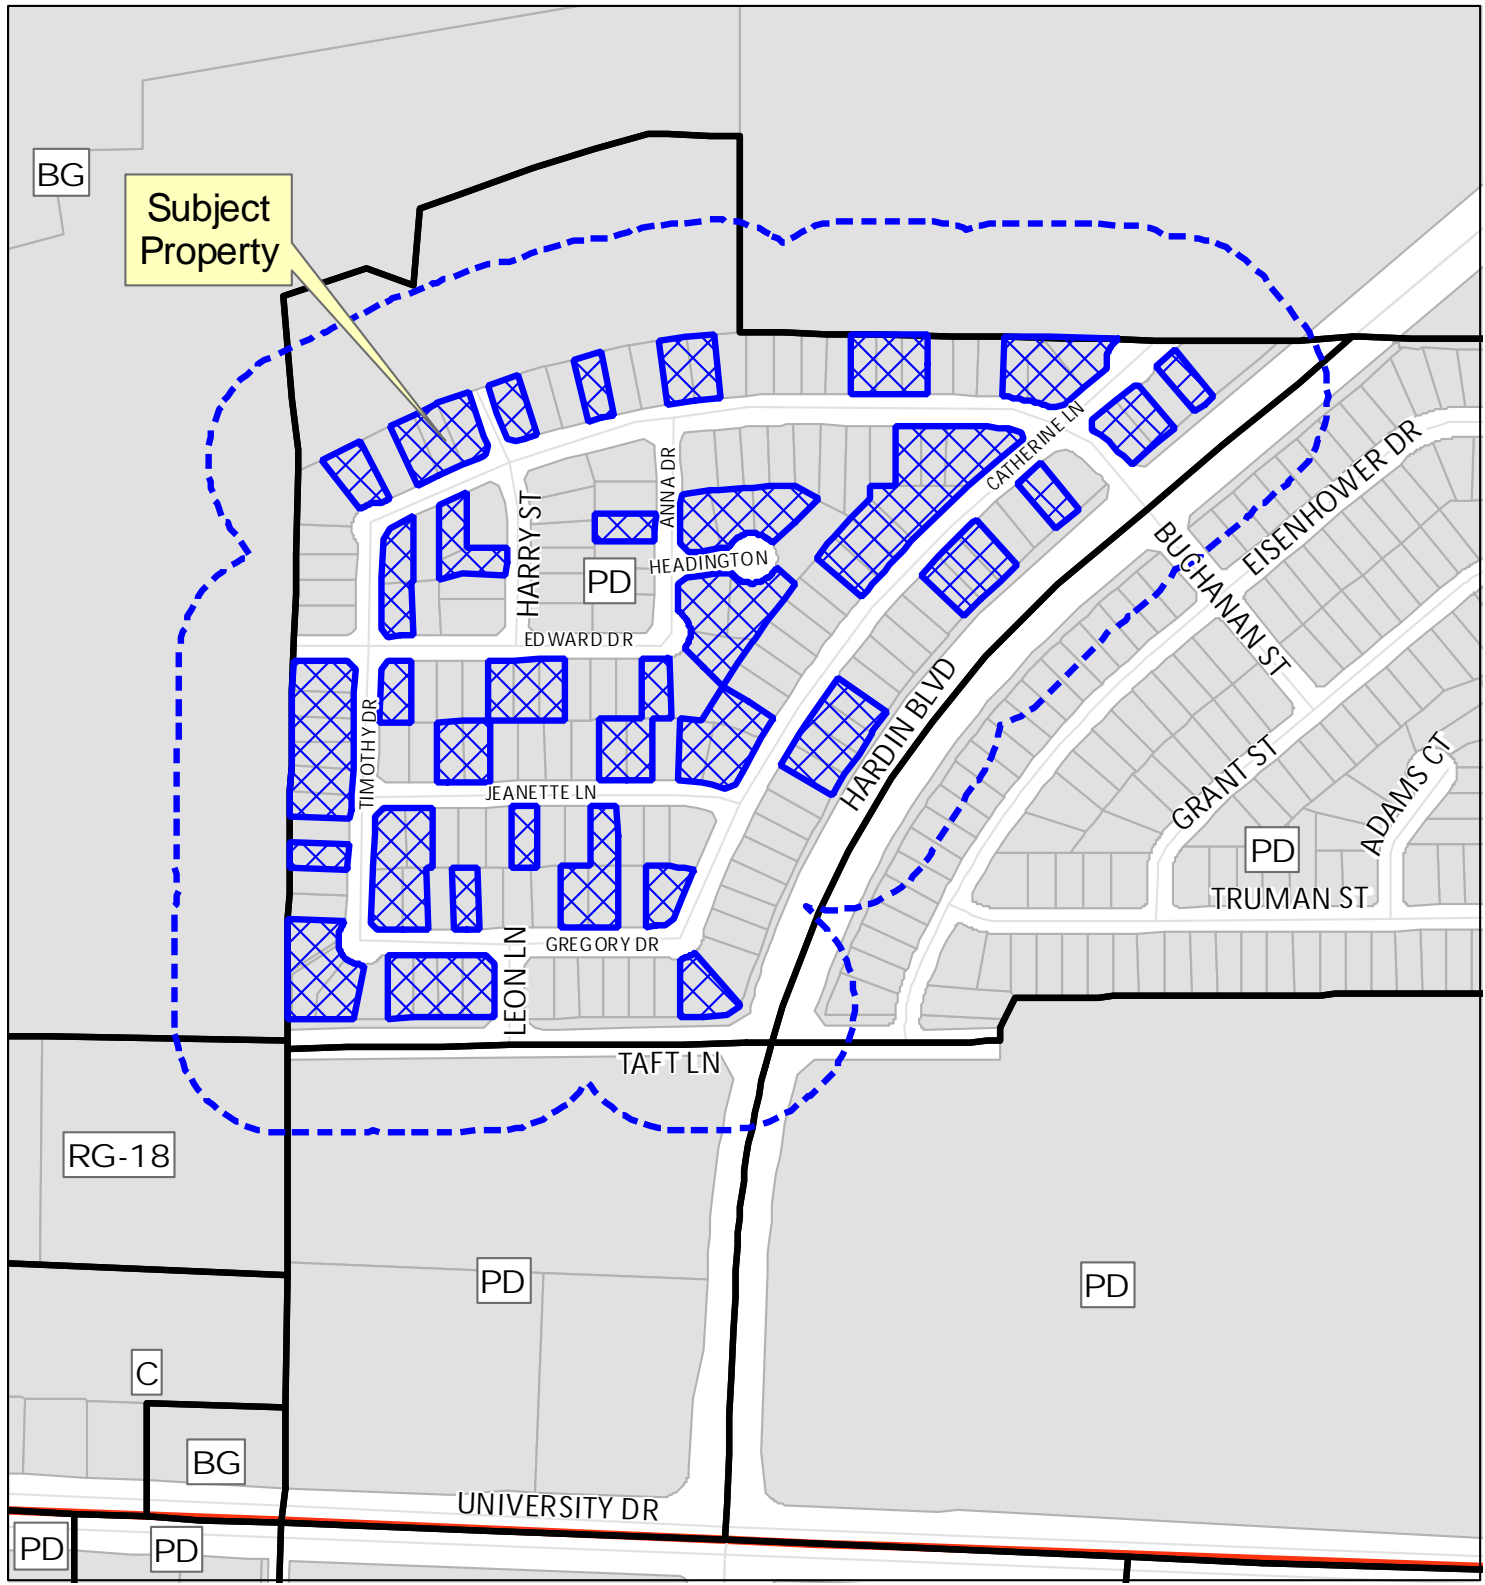 BG
Subject
Property
CATHERINE LN
ANNA DR
EISENHOWER DR
HARRY ST
BUCHANAN ST
HEADINGTON
PD
EDWARD DR
HARDIN BLVD
TIMOTHY DR
GRANT ST
ADAMS CT
JEANETTE LN
PD
TRUMAN ST
LEON LN
GREGORY DR
TAFT LN
RG-18
PD
PD
C
BG
UNIVERSITY DR
PD
PD